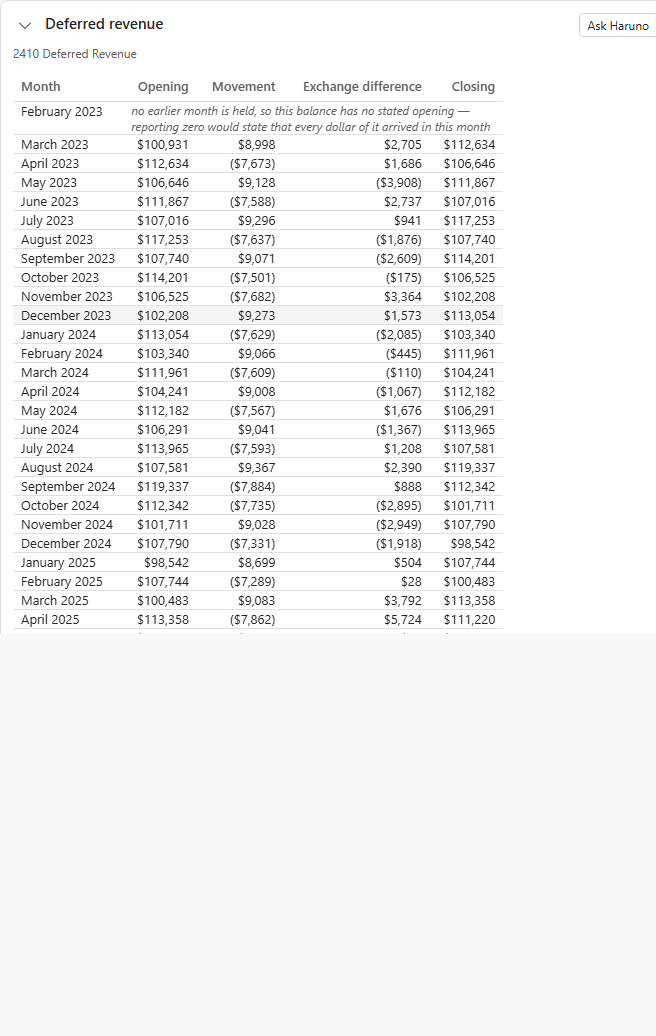 Deferred revenue
Ask Haruno
2410 Deferred Revenue
Month Opening Movement Exchange difference Closing
February 2023 no earlier month is held, so this balance has no stated opening —
reporting zero would state that every dollar of it arrived in this month
March 2023 $100,931 $8,998 $2,705 $112,634
April 2023 $112,634 ($7,673) $1,686 $106,646
May 2023 $106,646 $9,128 ($3,908) $111,867
June 2023 $111,867 ($7,588) $2,737 $107,016
July 2023 $107,016 $9,296 $941 $117,253
August 2023 $117,253 ($7,637) ($1,876) $107,740
September 2023 $107,740 $9,071 ($2,609) $114,201
October 2023 $114,201 ($7,501) ($175) $106,525
November 2023 $106,525 ($7,682) $3,364 $102,208
December 2023 $102,208 $9,273 $1,573 $113,054
January 2024 $113,054 ($7,629) ($2,085) $103,340
February 2024 $103,340 $9,066 ($445) $111,961
March 2024 $111,961 ($7,609) ($110) $104,241
April 2024 $104,241 $9,008 ($1,067) $112,182
May 2024 $112,182 ($7,567) $1,676 $106,291
June 2024 $106,291 $9,041 ($1,367) $113,965
July 2024 $113,965 ($7,593) $1,208 $107,581
August 2024 $107,581 $9,367 $2,390 $119,337
September 2024 $119,337 ($7,884) $888 $112,342
October 2024 $112,342 ($7,735) ($2,895) $101,711
November 2024 $101,711 $9,028 ($2,949) $107,790
December 2024 $107,790 ($7,331) ($1,918) $98,542
January 2025 $98,542 $8,699 $504 $107,744
February 2025 $107,744 ($7,289) $28 $100,483
March 2025 $100,483 $9,083 $3,792 $113,358
April 2025 $113,358 ($7,862) $5,724 $111,220